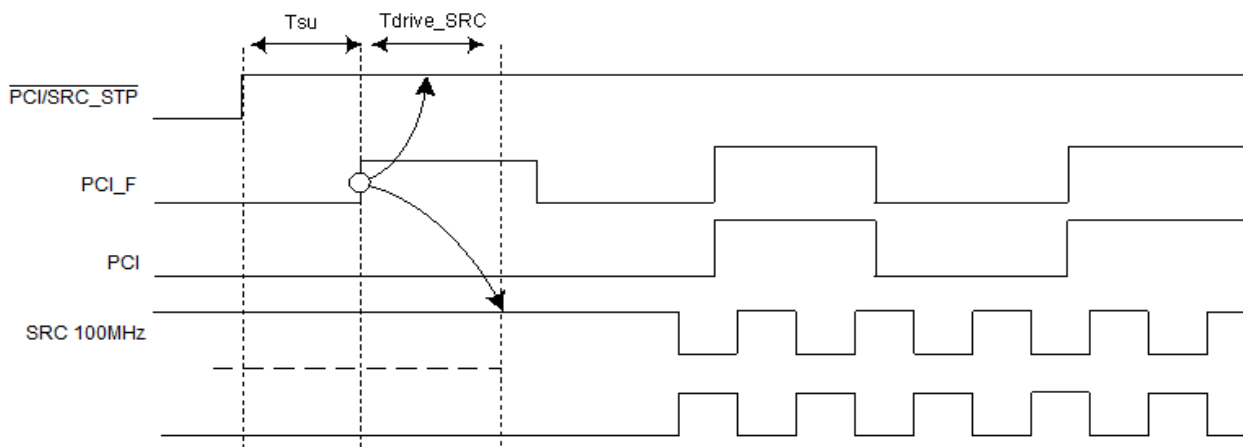 Tsu
Tdrive_SRC
PCI/SRC_STP
PCI_F
PCI
SRC 100MHz